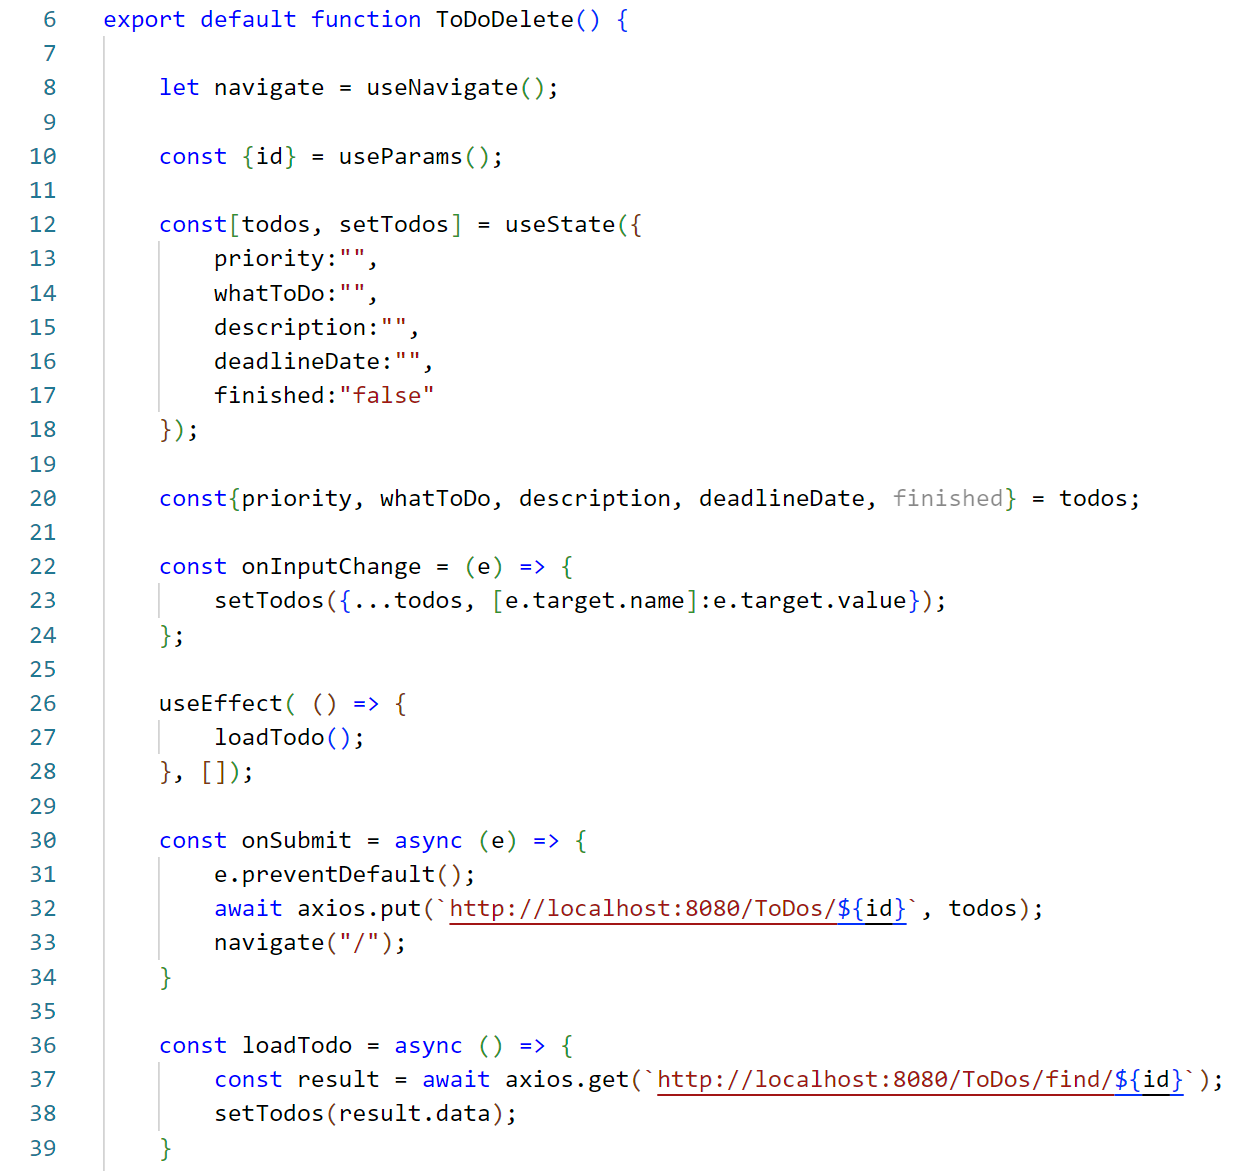 6 export default function ToDoDelete() {
7
8 let navigate = useNavigate();
9
10 const {id} = useParams();
11
12 const[todos, setTodos] = useState({
13 priority:"",
14 whatToDo:"",
15 description:"",
16 deadlineDate:"",
17 finished:"false"
18 });
19
20 const{priority, whatToDo, description, deadlineDate, finished} = todos;
21
22 const onInputChange = (e) => {
23 setTodos({...todos, [e.target.name]:e.target.value});
24 };
25
26 useEffect( () => {
27 loadTodo();
28 }, []);
29
30 const onSubmit = async (e) => {
31 e.preventDefault();
32 await axios.put(`http://localhost:8080/ToDos/${id}`, todos);
33 navigate("/");
34 }
35
36 const loadTodo = async () => {
37 const result = await axios.get(`http://localhost:8080/ToDos/find/${id}`);
38 setTodos(result.data);
39 }